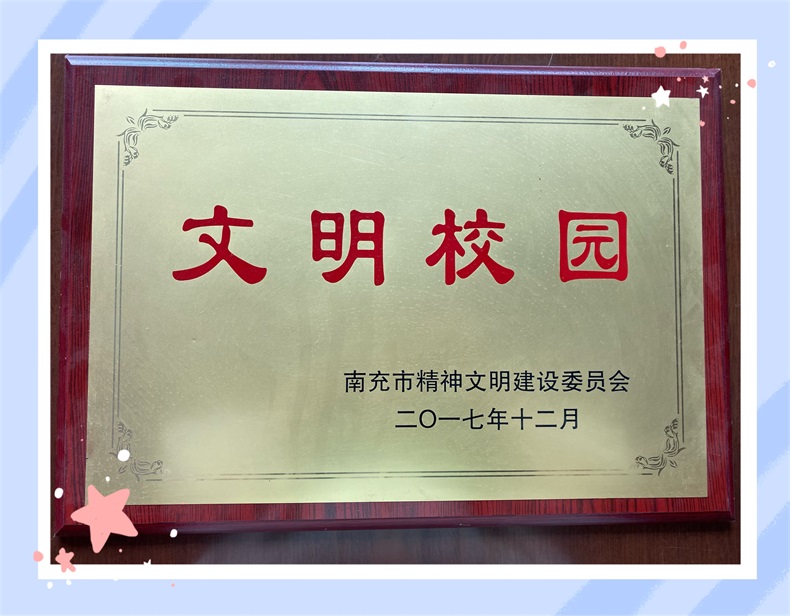 文明校园
南充市精神文明建设委员会
二〇一七年十二月